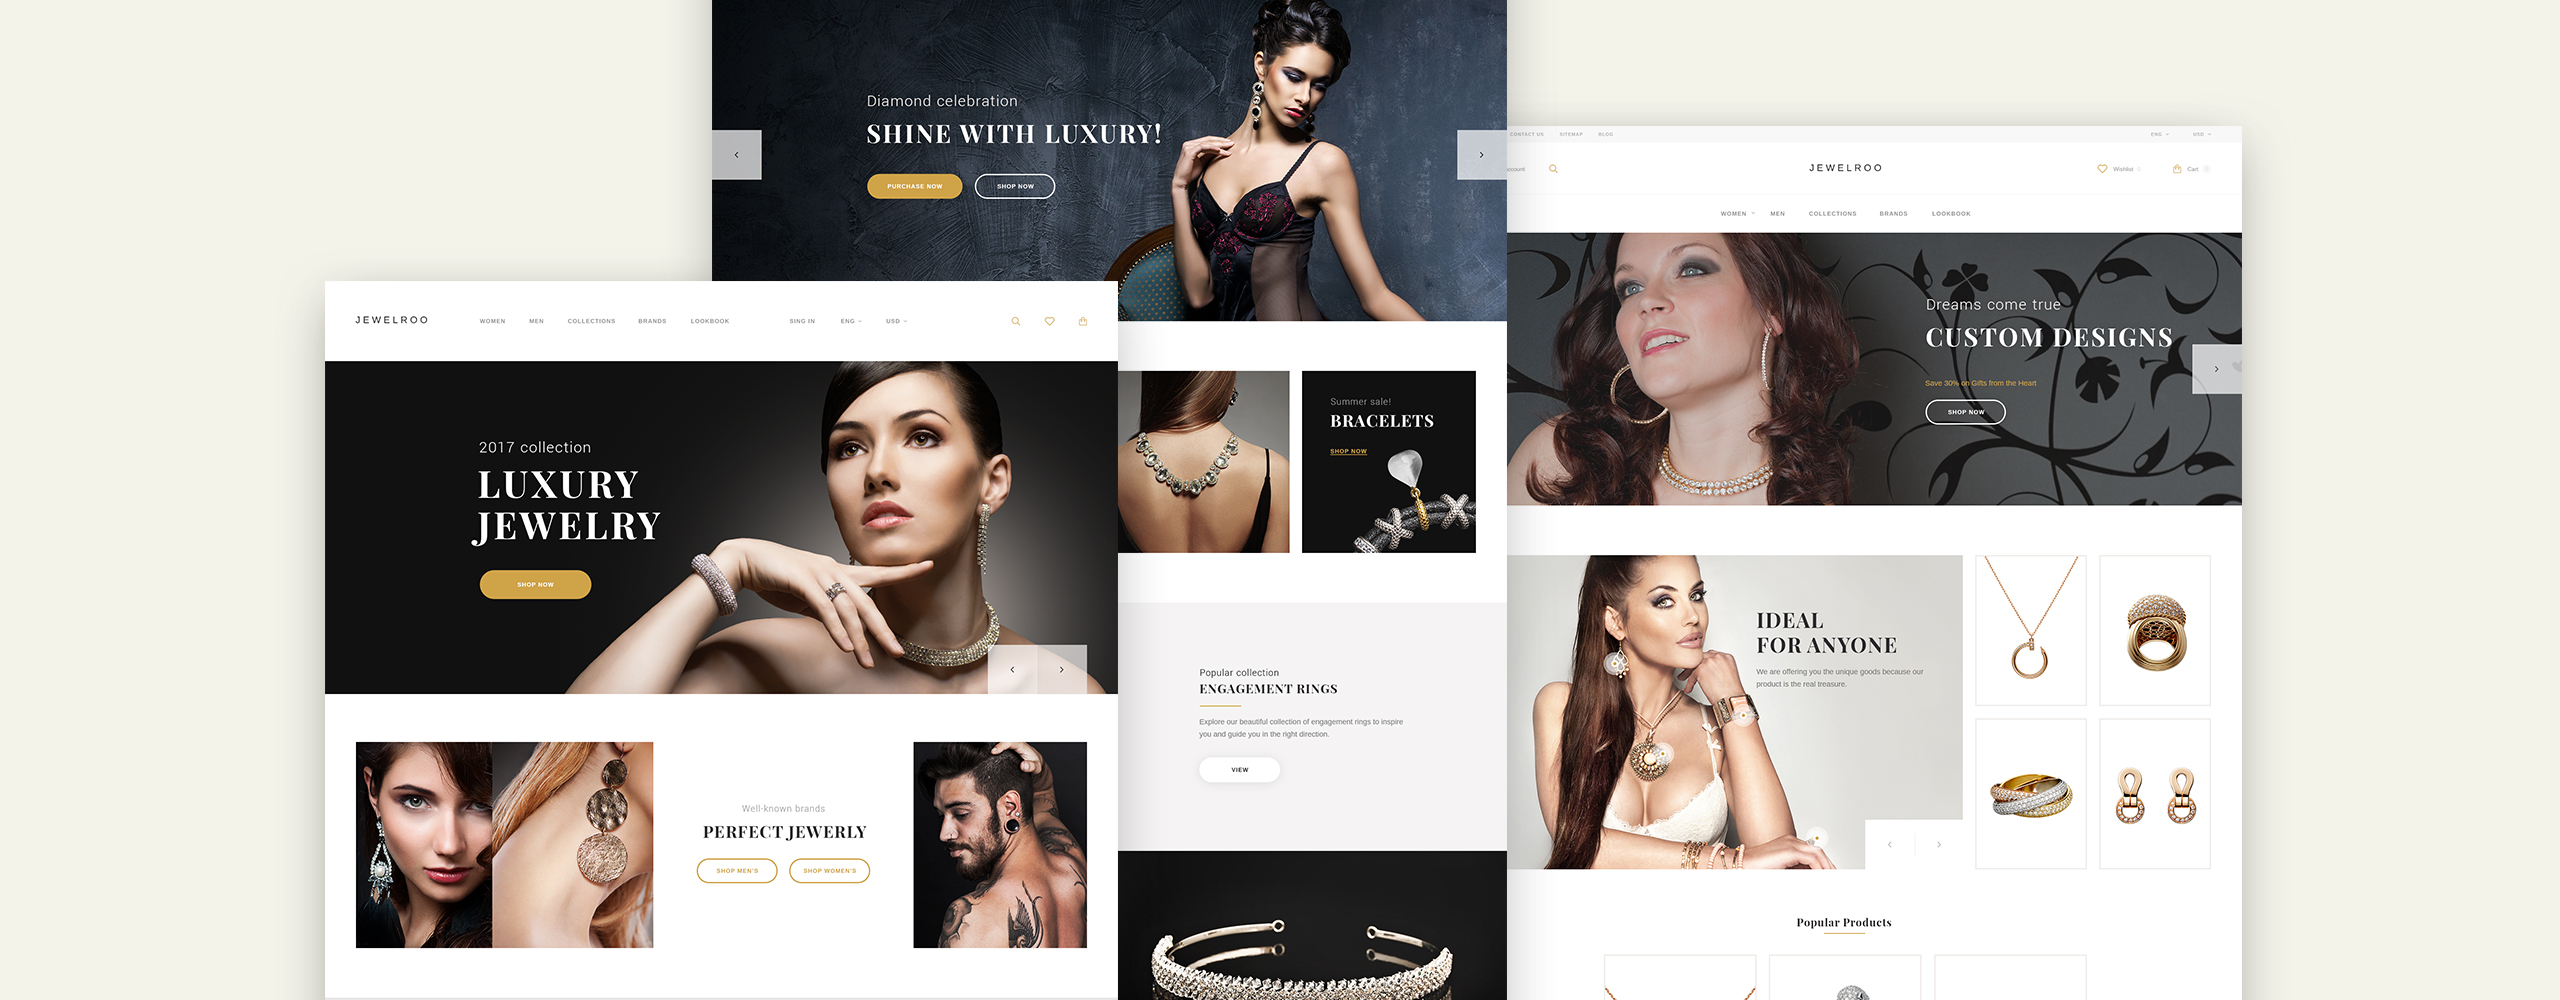 Diamond celebration
SHINE WITH LUXURY!
PURCHASE NOW
SHOP NOW
JEWELROO
WOMEN
MEN
COLLECTIONS
BRANDS
LOOKBOOK
SING IN
ENG
USD
2017 collection
LUXURY
JEWELRY
SHOP NOW
Well-known brands
PERFECT JEWERLY
SHOP MEN'S
SHOP WOMEN'S
Summer sale!
BRACELETS
SHOP NOW
Popular collection
ENGAGEMENT RINGS
Explore our beautiful collection of engagement rings to inspire
you and guide you in the right direction.
VIEW
CONTACT US
SITEMAP
BLOG
ENG
USD
JEWELROO
Wishlist
Cart
WOMEN
MEN
COLLECTIONS
BRANDS
LOOKBOOK
Dreams come true
CUSTOM DESIGNS
Save 30% on Gifts from the Heart
SHOP NOW
IDEAL
FOR ANYONE
We are offering you the unique goods because our
product is the real treasure.
Popular Products